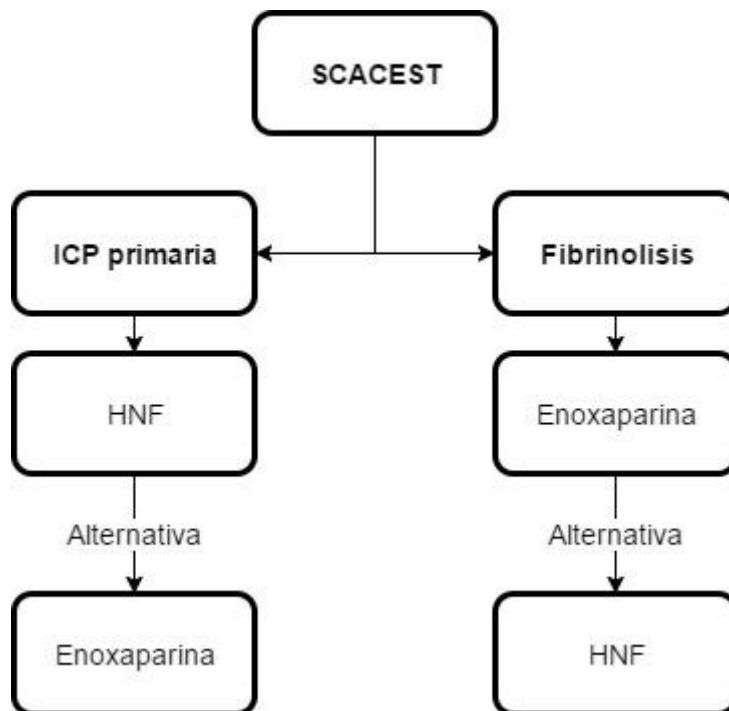 SCACEST
ICP primaria
Fibrinolisis
HNF
Enoxaparina
Alternativa
Alternativa
Enoxaparina
HNF